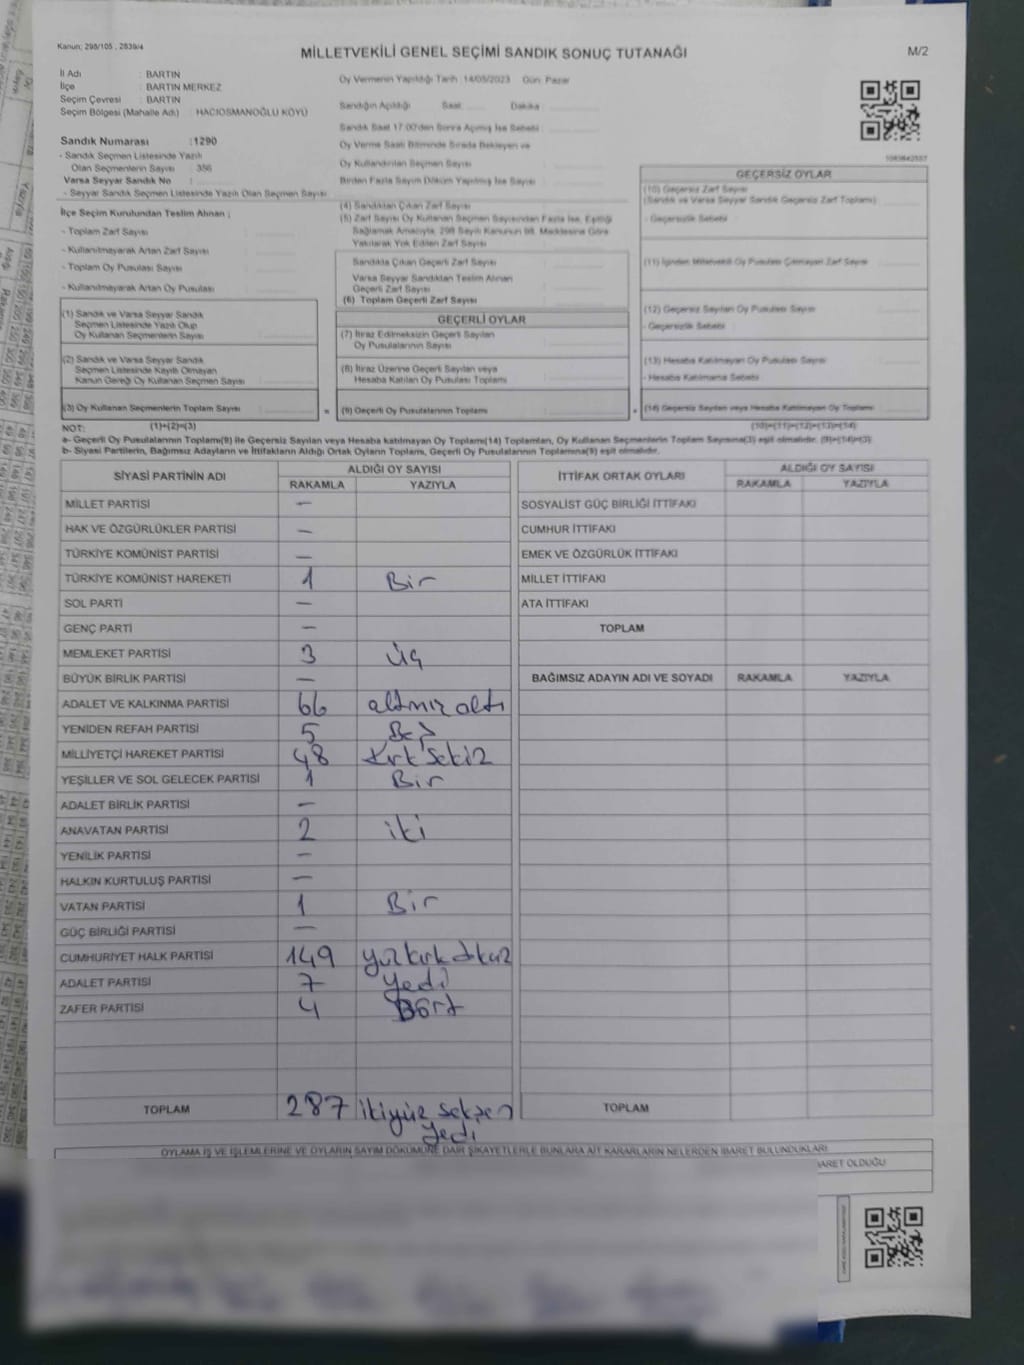 Kanun: 298/105 , 2839/4
MİLLETVEKİLİ GENEL SEÇİMİ SANDIK SONUÇ TUTANAĞI
M/2
İl Adı : BARTIN
İlçe : BARTIN MERKEZ
Seçim Çevresi : BARTIN
Seçim Bölgesi (Mahalle Adı) : HACIOSMANOĞLU KÖYÜ
Oy Vermenin Yapıldığı Tarih :14/05/2023 Gün: Pazar
Sandığın Açıldığı Saat: Dakika:
Sandık Saat 17:00'den Sonra Açılmış İse Sebebi :
Oy Verme Saati Bitiminde Sırada Bekleyen ve
Oy Kullandırılan Seçmen Sayısı
Birden Fazla Sayım Döküm Yapılmış İse Sayısı
Sandık Numarası :1290
- Sandık Seçmen Listesinde Yazılı
Olan Seçmenlerin Sayısı : 356
Varsa Seyyar Sandık No :
- Seyyar Sandık Seçmen Listesinde Yazılı Olan Seçmen Sayısı
İlçe Seçim Kurulundan Teslim Alınan ;
- Toplam Zarf Sayısı
- Kullanılmayarak Artan Zarf Sayısı
- Toplam Oy Pusulası Sayısı
- Kullanılmayarak Artan Oy Pusulası
(4) Sandıktan Çıkan Zarf Sayısı
(5) Zarf Sayısı Oy Kullanan Seçmen Sayısından Fazla İse, Eşitliği
Sağlamak Amacıyla, 298 Sayılı Kanunun 98. Maddesine Göre
Yakılarak Yok Edilen Zarf Sayısı
Sandıkta Çıkan Geçerli Zarf Sayısı
Varsa Seyyar Sandıktan Teslim Alınan
Geçerli Zarf Sayısı
(6) Toplam Geçerli Zarf Sayısı
GEÇERSİZ OYLAR
(10) Geçersiz Zarf Sayısı
(Sandık ve Varsa Seyyar Sandık Geçersiz Zarf Toplamı)
- Geçersizlik Sebebi :
(11) İçinden Milletvekili Oy Pusulası Çıkmayan Zarf Sayısı
(12) Geçersiz Sayılan Oy Pusulası Sayısı
- Geçersizlik Sebebi :
(13) Hesaba Katılmayan Oy Pusulası Sayısı
- Hesaba Katılmama Sebebi
(14) Geçersiz Sayılan veya Hesaba Katılmayan Oy Toplamı
(1) Sandık ve Varsa Seyyar Sandık
Seçmen Listesinde Yazılı Olup
Oy Kullanan Seçmenlerin Sayısı
(2) Sandık ve Varsa Seyyar Sandık
Seçmen Listesinde Kayıtlı Olmayan
Kanun Gereği Oy Kullanan Seçmen Sayısı
(3) Oy Kullanan Seçmenlerin Toplam Sayısı
=
GEÇERLİ OYLAR
(7) İtiraz Edilmeksizin Geçerli Sayılan
Oy Pusulalarının Sayısı
(8) İtiraz Üzerine Geçerli Sayılan veya
Hesaba Katılan Oy Pusulası Toplamı
(9) Geçerli Oy Pusulalarının Toplamı
+
NOT: (1)+(2)=(3) (10)+(11)+(12)+(13)=(14)
a- Geçerli Oy Pusulalarının Toplamı(9) ile Geçersiz Sayılan veya Hesaba katılmayan Oy Toplamı(14) Toplamları, Oy Kullanan Seçmenlerin Toplam Sayısına(3) eşit olmalıdır. (9)+(14)=(3)
b- Siyasi Partilerin, Bağımsız Adayların ve İttifakların Aldığı Ortak Oyların Toplamı, Geçerli Oy Pusulalarının Toplamına(9) eşit olmalıdır.
SİYASİ PARTİNİN ADI ALDIĞI OY SAYISI
RAKAMLA YAZIYLA
MİLLET PARTİSİ —
HAK VE ÖZGÜRLÜKLER PARTİSİ —
TÜRKİYE KOMÜNİST PARTİSİ —
TÜRKİYE KOMÜNİST HAREKETİ 1 Bir
SOL PARTİ —
GENÇ PARTİ —
MEMLEKET PARTİSİ 3 üç
BÜYÜK BİRLİK PARTİSİ —
ADALET VE KALKINMA PARTİSİ 66 altmış altı
YENİDEN REFAH PARTİSİ 5 Beş
MİLLİYETÇİ HAREKET PARTİSİ 48 Kırk sekiz
YEŞİLLER VE SOL GELECEK PARTİSİ 1 Bir
ADALET BİRLİK PARTİSİ —
ANAVATAN PARTİSİ 2 iki
YENİLİK PARTİSİ —
HALKIN KURTULUŞ PARTİSİ —
VATAN PARTİSİ 1 Bir
GÜÇ BİRLİĞİ PARTİSİ —
CUMHURİYET HALK PARTİSİ 149 yüzkırk dokuz
ADALET PARTİSİ 7 yedi
ZAFER PARTİSİ 4 Dört
TOPLAM 287 ikiyüz seksen
yedi
İTTİFAK ORTAK OYLARI ALDIĞI OY SAYISI
RAKAMLA YAZIYLA
SOSYALİST GÜÇ BİRLİĞİ İTTİFAKI
CUMHUR İTTİFAKI
EMEK VE ÖZGÜRLÜK İTTİFAKI
MİLLET İTTİFAKI
ATA İTTİFAKI
TOPLAM
BAĞIMSIZ ADAYIN ADI VE SOYADI RAKAMLA YAZIYLA
TOPLAM
OYLAMA İŞ VE İŞLEMLERİNE VE OYLARIN SAYIM DÖKÜMÜNE DAİR ŞİKAYETLERLE BUNLARA AİT KARARLARIN NELERDEN İBARET BULUNDUKLARI
BARET OLDUĞU